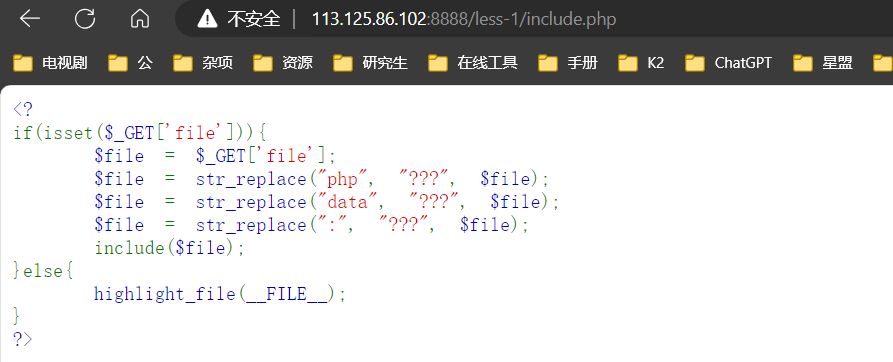 不安全 | 113.125.86.102:8888/less-1/include.php
电视剧 公 杂项 资源 研究生 在线工具 手册 K2 ChatGPT 星盟
<?
if(isset($_GET['file'])){
        $file  =  $_GET['file'];
        $file  =  str_replace("php",  "???",  $file);
        $file  =  str_replace("data",  "???",  $file);
        $file  =  str_replace(":",  "???",  $file);
        include($file);
}else{
        highlight_file(__FILE__);
}
?>